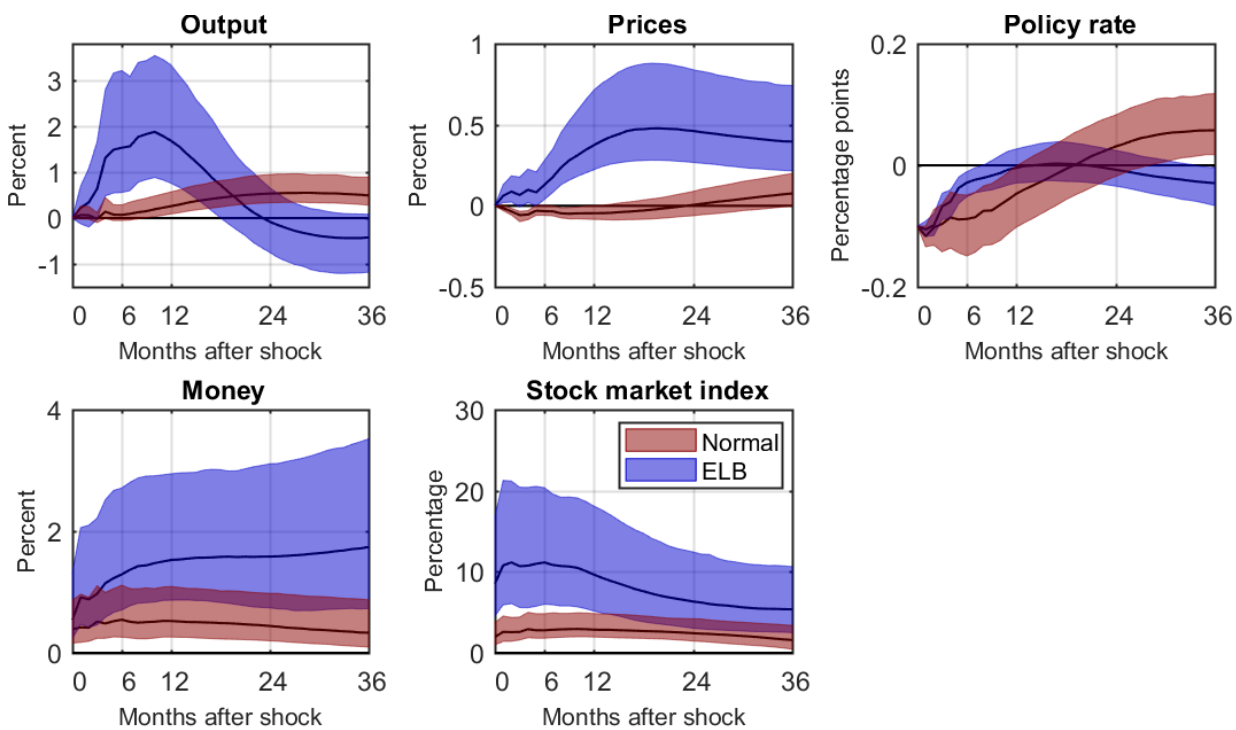 Output
Percent
3
2
1
0
-1
0 6 12 24 36
Months after shock
Prices
Percent
1
0.5
0
-0.5
0 6 12 24 36
Months after shock
Policy rate
Percentage points
0.2
0
-0.2
0 6 12 24 36
Months after shock
Money
Percent
4
2
0
0 6 12 24 36
Months after shock
Stock market index
Percentage
30
20
10
0
Normal
ELB
0 6 12 24 36
Months after shock